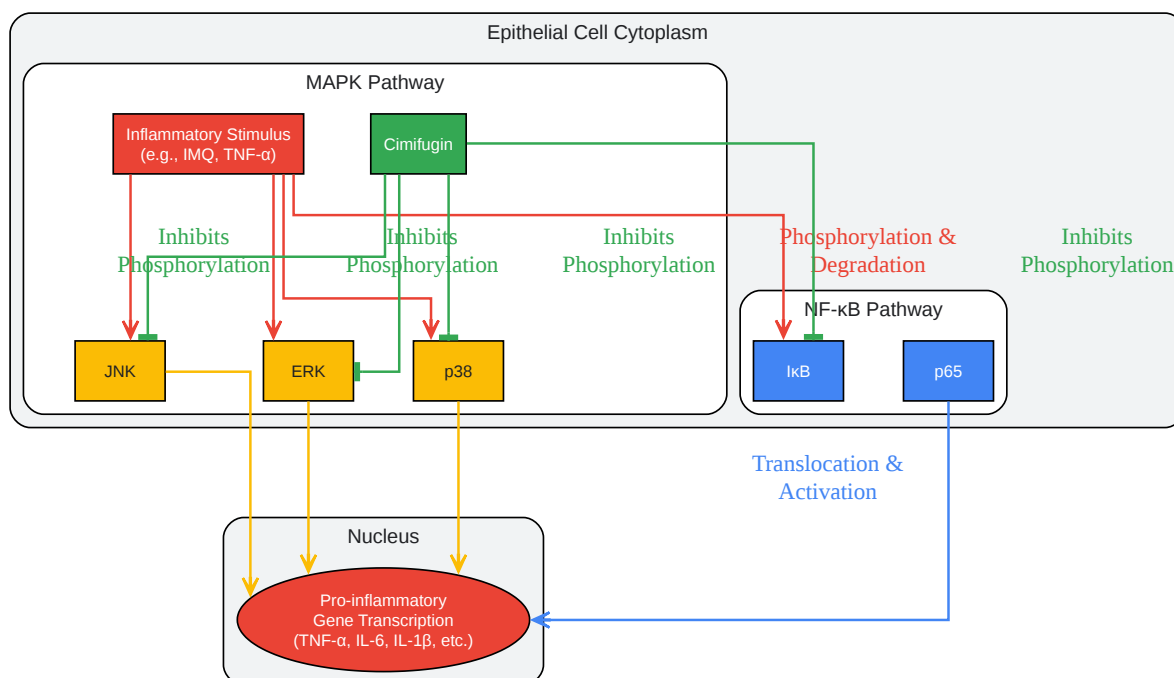 Epithelial Cell Cytoplasm
MAPK Pathway
Inflammatory Stimulus
(e.g., IMQ, TNF-α)
Cimifugin
Inhibits
Phosphorylation
Inhibits
Phosphorylation
Inhibits
Phosphorylation
Phosphorylation &
Degradation
Inhibits
Phosphorylation
NF-κB Pathway
JNK
ERK
p38
IκB
p65
Translocation &
Activation
Nucleus
Pro-inflammatory
Gene Transcription
(TNF-α, IL-6, IL-1β, etc.)